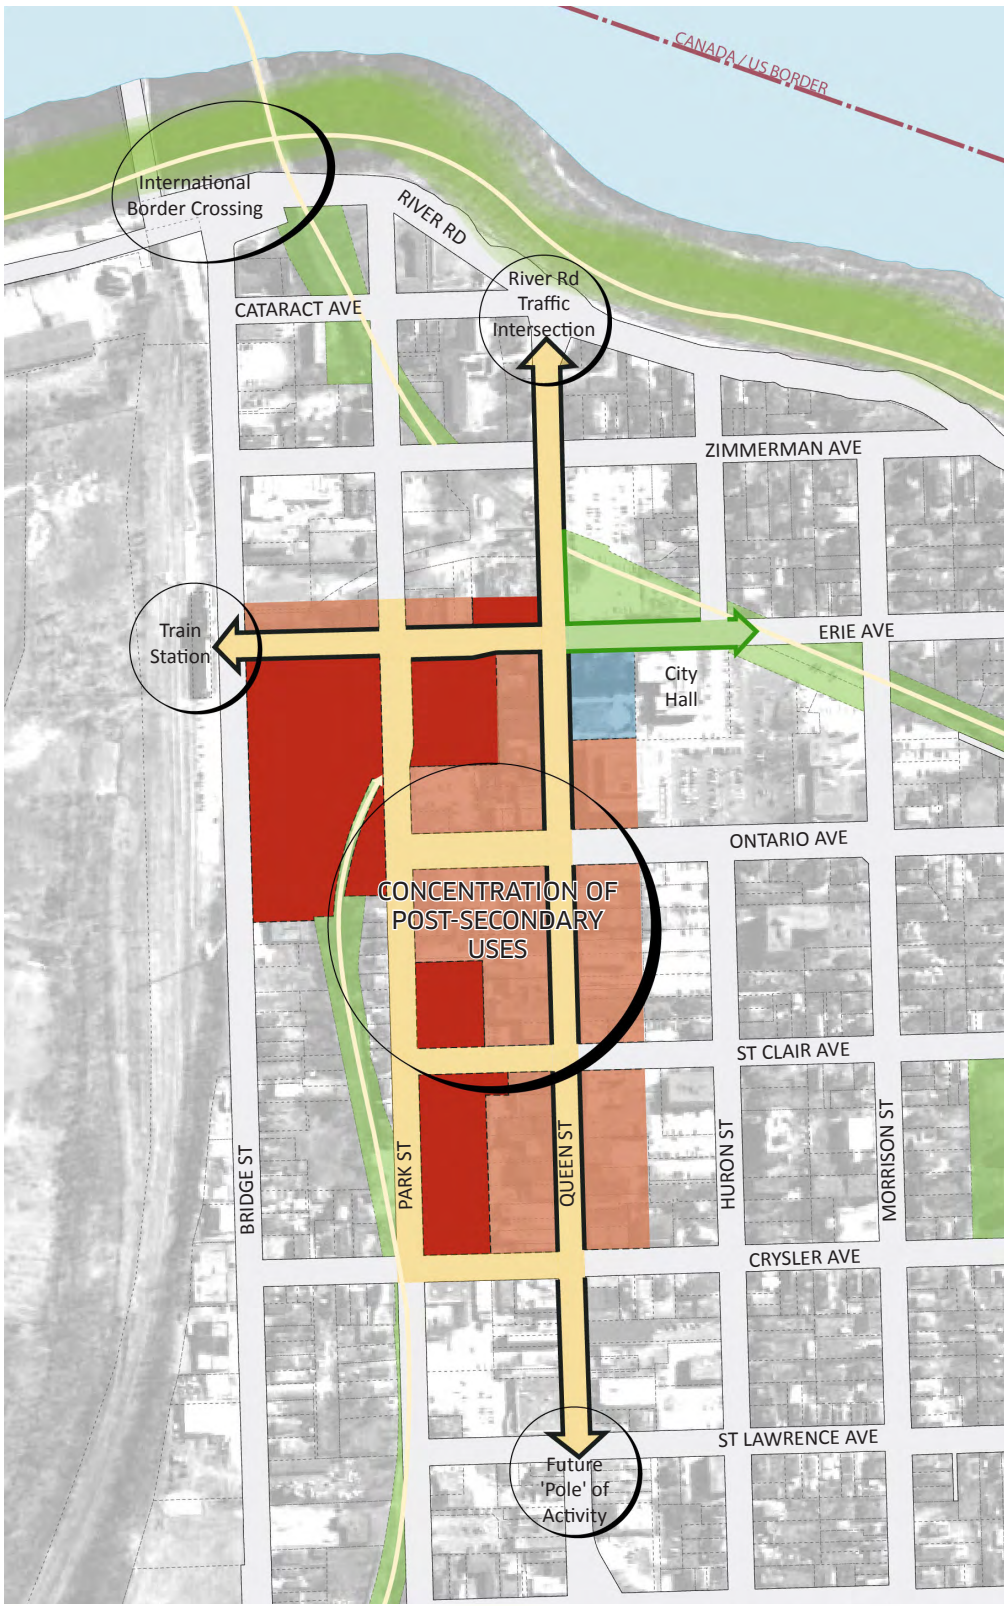 CANADA / US BORDER
International
Border Crossing
RIVER RD
River Rd
Traffic
Intersection
CATARACT AVE
ZIMMERMAN AVE
Train
Station
ERIE AVE
City
Hall
ONTARIO AVE
CONCENTRATION OF
POST-SECONDARY
USES
ST CLAIR AVE
BRIDGE ST
PARK ST
QUEEN ST
HURON ST
MORRISON ST
CRYSLER AVE
ST LAWRENCE AVE
Future
'Pole' of
Activity